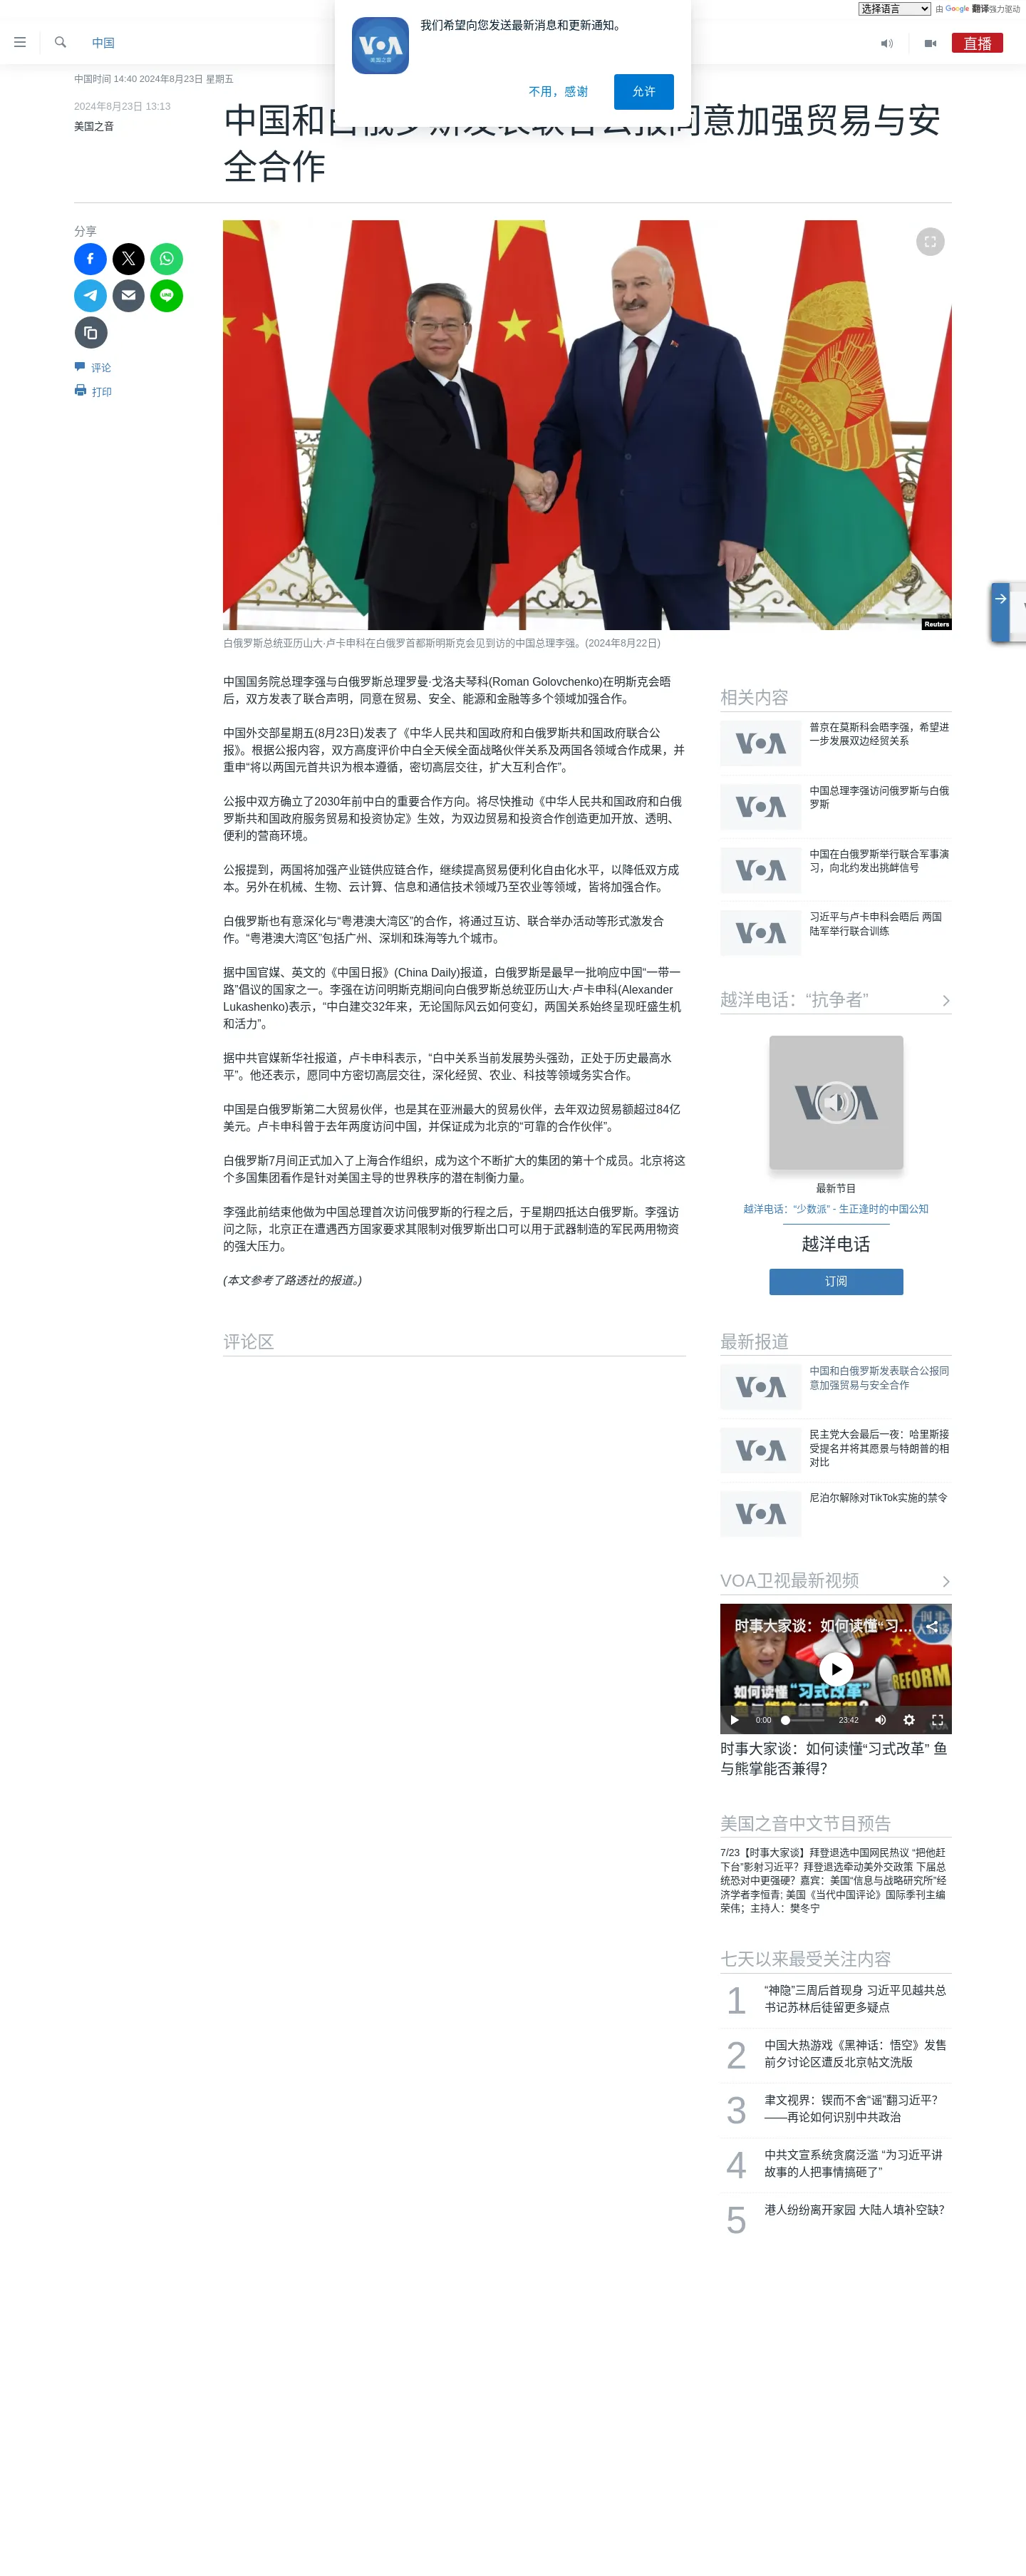 选择语言
由 Google 翻译强力驱动
我们希望向您发送最新消息和更新通知。
VOA
美国之音
不用，感谢
允许
中国
直播
中国时间 14:40 2024年8月23日 星期五
2024年8月23日 13:13
美国之音
中国和白俄罗斯发表联合公报同意加强贸易与安
全合作
分享
评论
打印
Reuters
白俄罗斯总统亚历山大·卢卡申科在白俄罗首都斯明斯克会见到访的中国总理李强。(2024年8月22日)
中国国务院总理李强与白俄罗斯总理罗曼·戈洛夫琴科(Roman Golovchenko)在明斯克会晤
后，双方发表了联合声明，同意在贸易、安全、能源和金融等多个领域加强合作。
中国外交部星期五(8月23日)发表了《中华人民共和国政府和白俄罗斯共和国政府联合公
报》。根据公报内容，双方高度评价中白全天候全面战略伙伴关系及两国各领域合作成果，并
重申“将以两国元首共识为根本遵循，密切高层交往，扩大互利合作”。
公报中双方确立了2030年前中白的重要合作方向。将尽快推动《中华人民共和国政府和白俄
罗斯共和国政府服务贸易和投资协定》生效，为双边贸易和投资合作创造更加开放、透明、
便利的营商环境。
公报提到，两国将加强产业链供应链合作，继续提高贸易便利化自由化水平，以降低双方成
本。另外在机械、生物、云计算、信息和通信技术领域乃至农业等领域，皆将加强合作。
白俄罗斯也有意深化与“粤港澳大湾区”的合作，将通过互访、联合举办活动等形式激发合
作。“粤港澳大湾区”包括广州、深圳和珠海等九个城市。
据中国官媒、英文的《中国日报》(China Daily)报道，白俄罗斯是最早一批响应中国“一带一
路”倡议的国家之一。李强在访问明斯克期间向白俄罗斯总统亚历山大·卢卡申科(Alexander
Lukashenko)表示，“中白建交32年来，无论国际风云如何变幻，两国关系始终呈现旺盛生机
和活力”。
据中共官媒新华社报道，卢卡申科表示，“白中关系当前发展势头强劲，正处于历史最高水
平”。他还表示，愿同中方密切高层交往，深化经贸、农业、科技等领域务实合作。
中国是白俄罗斯第二大贸易伙伴，也是其在亚洲最大的贸易伙伴，去年双边贸易额超过84亿
美元。卢卡申科曾于去年两度访问中国，并保证成为北京的“可靠的合作伙伴”。
白俄罗斯7月间正式加入了上海合作组织，成为这个不断扩大的集团的第十个成员。北京将这
个多国集团看作是针对美国主导的世界秩序的潜在制衡力量。
李强此前结束他做为中国总理首次访问俄罗斯的行程之后，于星期四抵达白俄罗斯。李强访
问之际，北京正在遭遇西方国家要求其限制对俄罗斯出口可以用于武器制造的军民两用物资
的强大压力。
(本文参考了路透社的报道。)
评论区
相关内容
VOA
普京在莫斯科会晤李强，希望进
一步发展双边经贸关系
VOA
中国总理李强访问俄罗斯与白俄
罗斯
VOA
中国在白俄罗斯举行联合军事演
习，向北约发出挑衅信号
VOA
习近平与卢卡申科会晤后 两国
陆军举行联合训练
越洋电话：“抗争者”
VOA
最新节目
越洋电话：“少数派” - 生正逢时的中国公知
越洋电话
订阅
最新报道
VOA
中国和白俄罗斯发表联合公报同
意加强贸易与安全合作
VOA
民主党大会最后一夜：哈里斯接
受提名并将其愿景与特朗普的相
对比
VOA
尼泊尔解除对TikTok实施的禁令
VOA卫视最新视频
时事大家谈：如何读懂“习...
时事
大家谈
REFORM
如何读懂“习式改革”
鱼与熊掌能否兼得？
0:00
23:42
VOA
时事大家谈：如何读懂“习式改革” 鱼
与熊掌能否兼得？
美国之音中文节目预告
7/23【时事大家谈】拜登退选中国网民热议 “把他赶
下台”影射习近平？拜登退选牵动美外交政策 下届总
统恐对中更强硬？嘉宾：美国“信息与战略研究所”经
济学者李恒青; 美国《当代中国评论》国际季刊主编
荣伟；主持人：樊冬宁
七天以来最受关注内容
1
“神隐”三周后首现身 习近平见越共总
书记苏林后徒留更多疑点
2
中国大热游戏《黑神话：悟空》发售
前夕讨论区遭反北京帖文洗版
3
聿文视界：锲而不舍“谣”翻习近平？
——再论如何识别中共政治
4
中共文宣系统贪腐泛滥 “为习近平讲
故事的人把事情搞砸了”
5
港人纷纷离开家园 大陆人填补空缺？